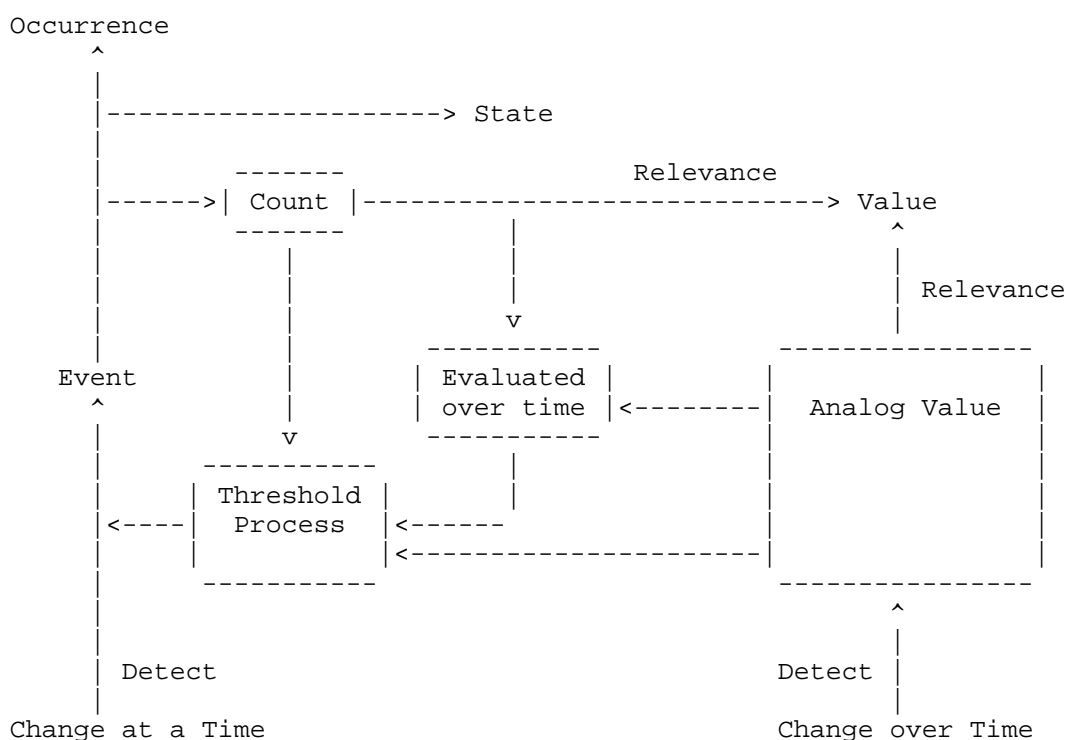 Occurrence
State
Relevance
Count
Value
Relevance
Event
Evaluated
over time
Analog Value
Threshold
Process
Detect
Detect
Change at a Time
Change over Time